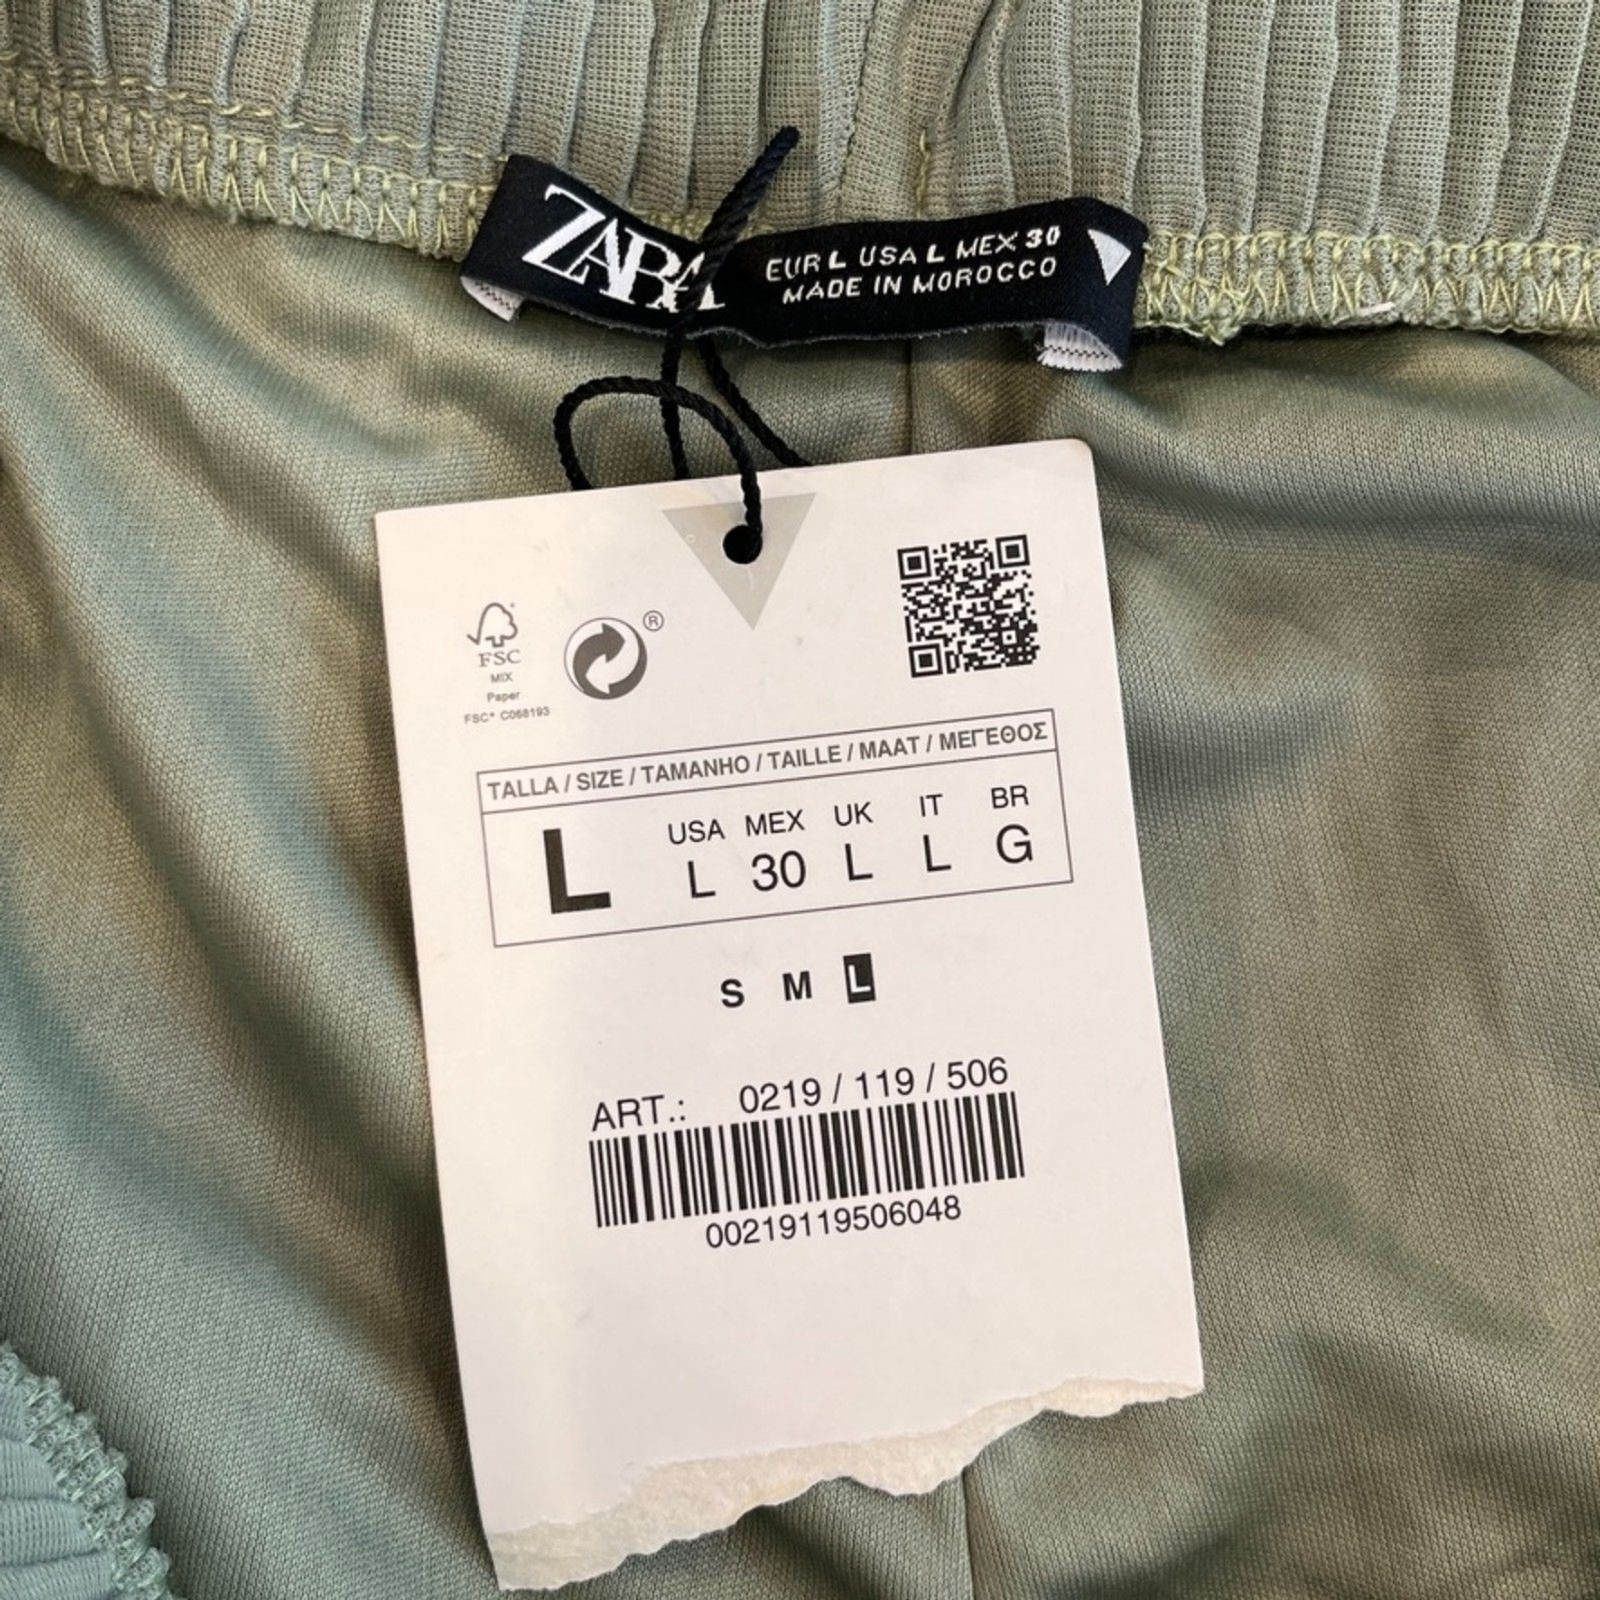 ZARA
EUR L USA L MEX 30
MADE IN MOROCCO
FSC
MIX
Paper
FSC® C068193
®
TALLA / SIZE / TAMANHO / TAILLE / MAAT / ΜΕΓΕΘΟΣ
USA MEX UK IT BR
L L 30 L L G
S M L
ART.: 0219 / 119 / 506
00219119506048